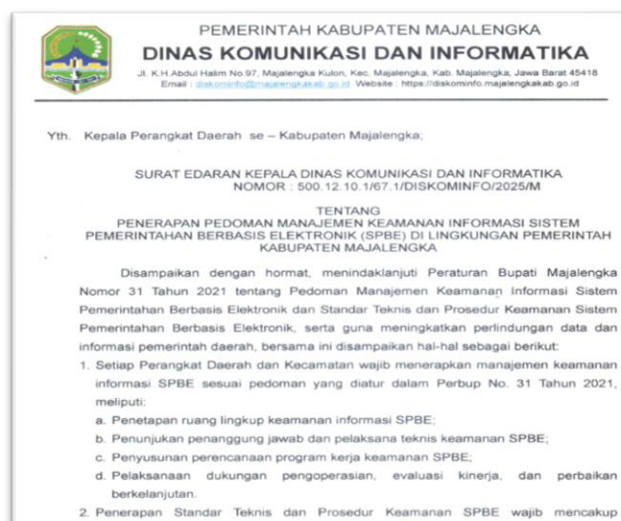 PEMERINTAH KABUPATEN MAJALENGKA
DINAS KOMUNIKASI DAN INFORMATIKA
Jl. K.H.Abdul Halim No.97, Majalengka Kulon, Kec. Majalengka, Kab. Majalengka, Jawa Barat 45418
Email : diskominfo@majalengkakab.go.id Website : https://diskominfo.majalengkakab.go.id
Yth. Kepala Perangkat Daerah se – Kabupaten Majalengka;
SURAT EDARAN KEPALA DINAS KOMUNIKASI DAN INFORMATIKA
NOMOR : 500.12.10.1/67.1/DISKOMINFO/2025/M
TENTANG
PENERAPAN PEDOMAN MANAJEMEN KEAMANAN INFORMASI SISTEM
PEMERINTAHAN BERBASIS ELEKTRONIK (SPBE) DI LINGKUNGAN PEMERINTAH
KABUPATEN MAJALENGKA
Disampaikan dengan hormat, menindaklanjuti Peraturan Bupati Majalengka
Nomor 31 Tahun 2021 tentang Pedoman Manajemen Keamanan Informasi Sistem
Pemerintahan Berbasis Elektronik dan Standar Teknis dan Prosedur Keamanan Sistem
Pemerintahan Berbasis Elektronik, serta guna meningkatkan perlindungan data dan
informasi pemerintah daerah, bersama ini disampaikan hal-hal sebagai berikut:
1. Setiap Perangkat Daerah dan Kecamatan wajib menerapkan manajemen keamanan
informasi SPBE sesuai pedoman yang diatur dalam Perbup No. 31 Tahun 2021,
meliputi:
a. Penetapan ruang lingkup keamanan informasi SPBE;
b. Penunjukan penanggung jawab dan pelaksana teknis keamanan SPBE;
c. Penyusunan perencanaan program kerja keamanan SPBE;
d. Pelaksanaan dukungan pengoperasian, evaluasi kinerja, dan perbaikan
berkelanjutan.
2. Penerapan Standar Teknis dan Prosedur Keamanan SPBE wajib mencakup